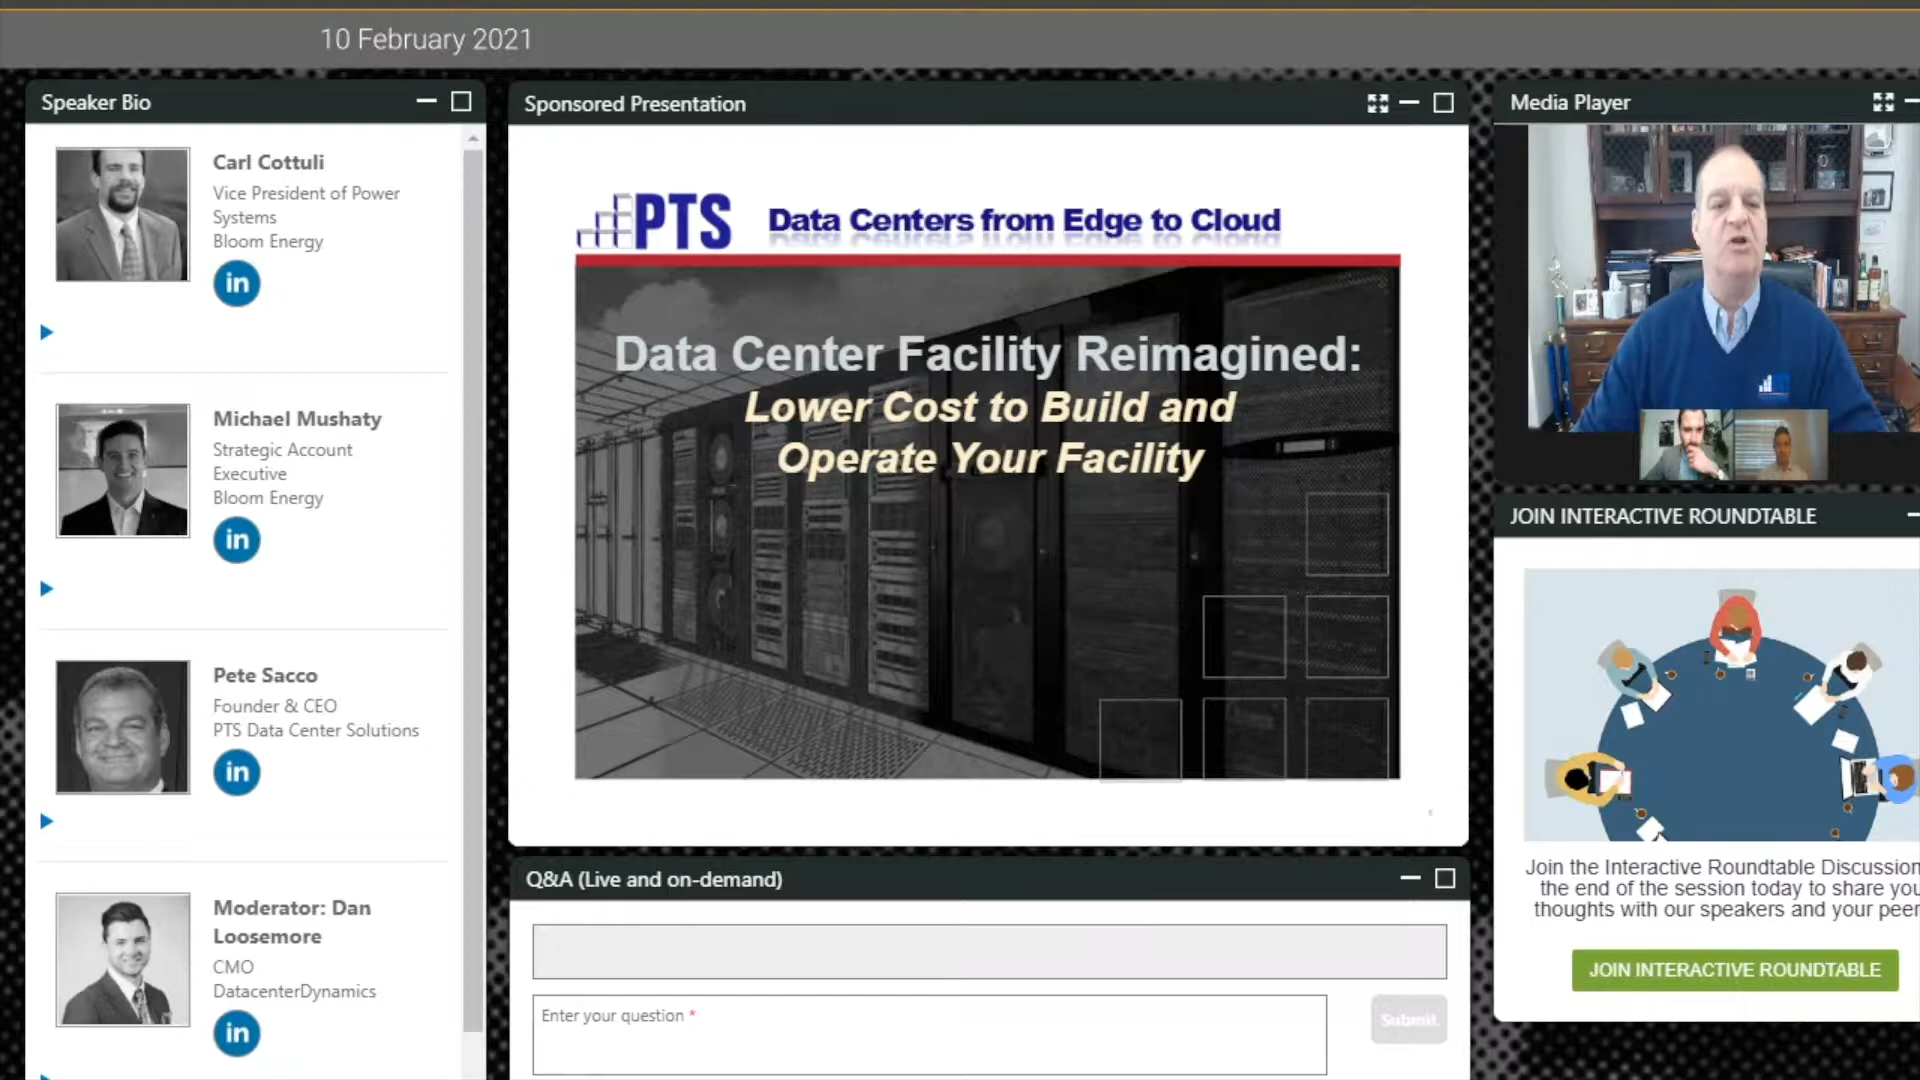 10 February 2021
Speaker Bio
Carl Cottuli
Vice President of Power
Systems
Bloom Energy
in
Michael Mushaty
Strategic Account
Executive
Bloom Energy
in
Pete Sacco
Founder & CEO
PTS Data Center Solutions
in
Moderator: Dan
Loosemore
CMO
DatacenterDynamics
in
Sponsored Presentation
PTS
Data Centers from Edge to Cloud
Data Center Facility Reimagined:
Lower Cost to Build and
Operate Your Facility
Q&A (Live and on-demand)
Enter your question *
Submit
Media Player
JOIN INTERACTIVE ROUNDTABLE
Join the Interactive Roundtable Discussion
the end of the session today to share you
thoughts with our speakers and your peer
JOIN INTERACTIVE ROUNDTABLE